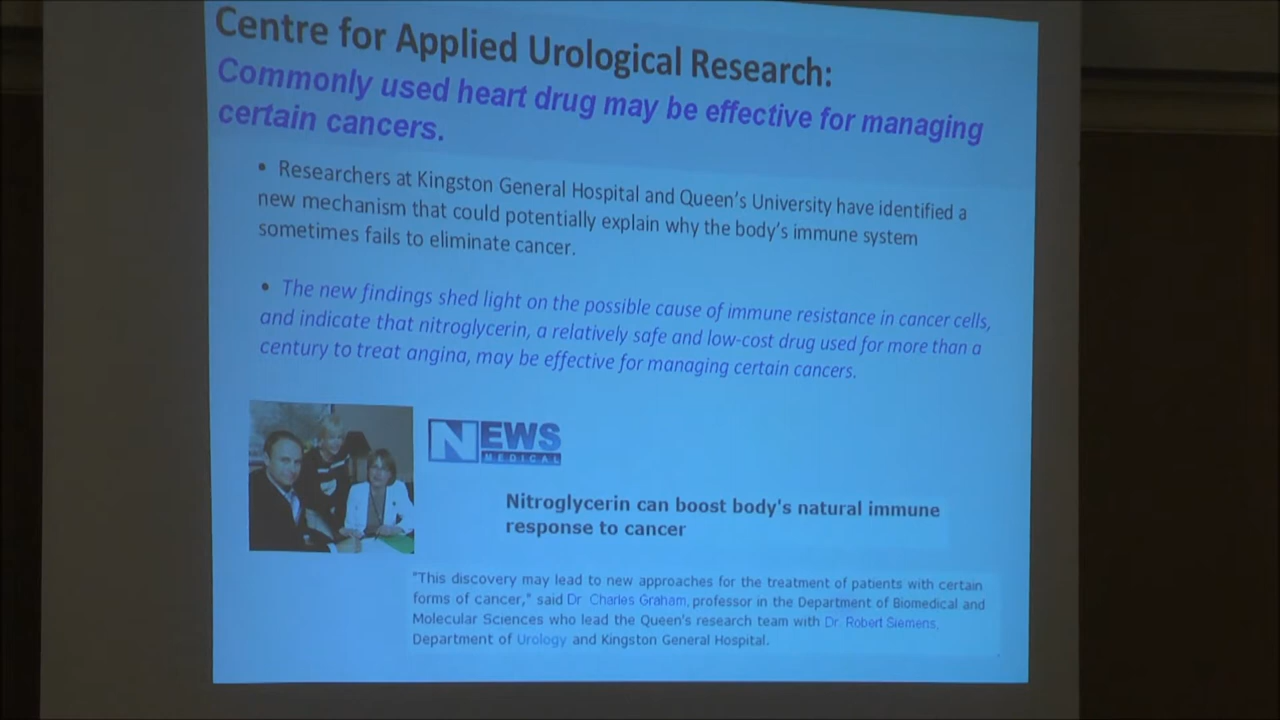 Centre for Applied Urological Research:
Commonly used heart drug may be effective for managing
certain cancers.
• Researchers at Kingston General Hospital and Queen's University have identified a
new mechanism that could potentially explain why the body's immune system
sometimes fails to eliminate cancer.
• The new findings shed light on the possible cause of immune resistance in cancer cells,
and indicate that nitroglycerin, a relatively safe and low-cost drug used for more than a
century to treat angina, may be effective for managing certain cancers.
NEWS
MEDICAL
Nitroglycerin can boost body's natural immune
response to cancer
"This discovery may lead to new approaches for the treatment of patients with certain
forms of cancer," said Dr. Charles Graham, professor in the Department of Biomedical and
Molecular Sciences who lead the Queen's research team with Dr. Robert Siemens,
Department of Urology and Kingston General Hospital.